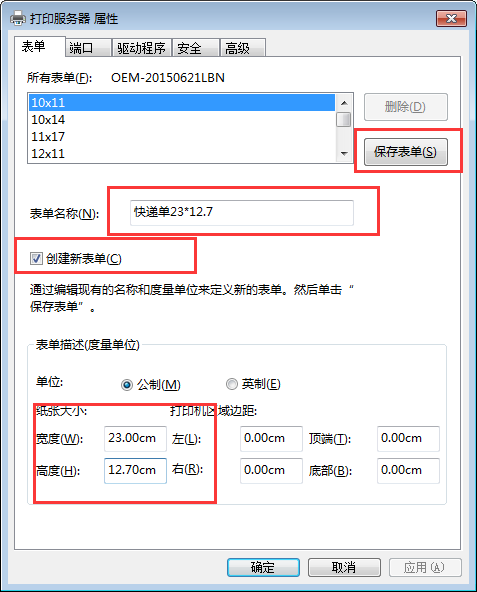 打印服务器 属性
表单 端口 驱动程序 安全 高级
所有表单(F): OEM-20150621LBN
10x11
10x14
11x17
12x11
删除(D)
保存表单(S)
表单名称(N): 快递单23*12.7
创建新表单(C)
通过编辑现有的名称和度量单位来定义新的表单。然后单击“
保存表单”。
表单描述(度量单位)
单位: 公制(M) 英制(E)
纸张大小: 打印机区域边距:
宽度(W): 23.00cm 左(L): 0.00cm 顶端(T): 0.00cm
高度(H): 12.70cm 右(R): 0.00cm 底部(B): 0.00cm
确定 取消 应用(A)